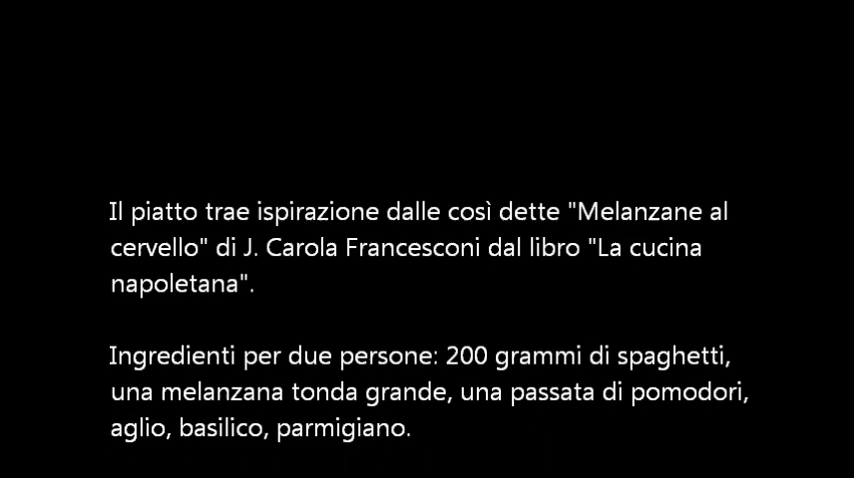 Il piatto trae ispirazione dalle così dette "Melanzane al
cervello" di J. Carola Francesconi dal libro "La cucina
napoletana".
Ingredienti per due persone: 200 grammi di spaghetti,
una melanzana tonda grande, una passata di pomodori,
aglio, basilico, parmigiano.